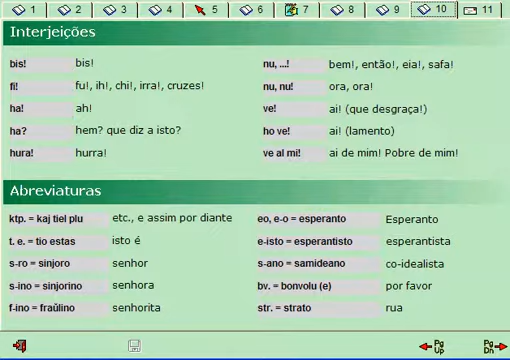 1 2 3 4 5 6 7 8 9 10 11
Interjeições
bis! bis! nu, ...! bem!, então!, eia!, safa!
fi! fu!, ih!, chi!, irra!, cruzes! nu, nu! ora, ora!
ha! ah! ve! ai! (que desgraça!)
ha? hem? que diz a isto? ho ve! ai! (lamento)
hura! hurra! ve al mi! ai de mim! Pobre de mim!
Abreviaturas
ktp. = kaj tiel plu etc., e assim por diante eo, e-o = esperanto Esperanto
t. e. = tio estas isto é e-isto = esperantisto esperantista
s-ro = sinjoro senhor s-ano = samideano co-idealista
s-ino = sinjorino senhora bv. = bonvolu (e) por favor
f-ino = fraŭlino senhorita str. = strato rua
Pg Up Pg Dn